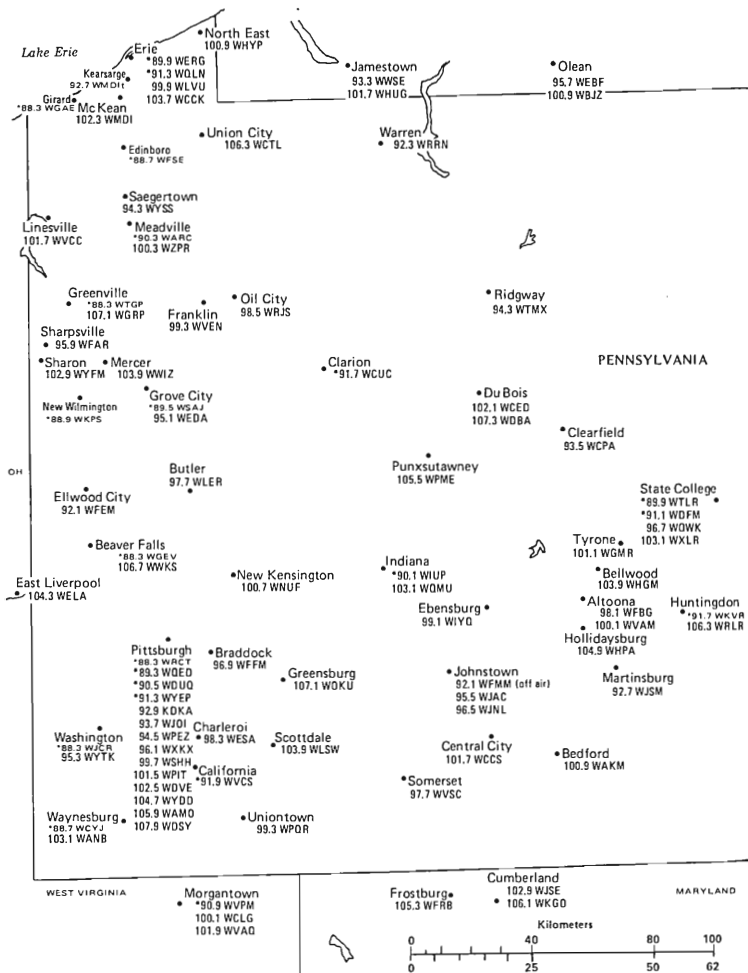 North East
100.9 WHYP
Lake Erie
Erie
*89.9 WERG
*91.3 WQLN
99.9 WLVU
103.7 WCCK
Kearsarge
92.7 WMDIt
Girard
*88.3 WGAE
McKean
102.3 WMDI
Jamestown
93.3 WWSE
101.7 WHUG
Olean
95.7 WEBF
100.9 WBJZ
Union City
106.3 WCTL
Warren
92.3 WRRN
Edinboro
*88.7 WFSE
Saegertown
94.3 WYSS
Linesville
101.7 WVCC
Meadville
*90.3 WARC
100.3 WZPR
Greenville
*88.3 WTGP
107.1 WGRP
Franklin
99.3 WVEN
Oil City
98.5 WRJS
Ridgway
94.3 WTMX
Sharpsville
95.9 WFAR
Sharon
102.9 WYFM
Mercer
103.9 WWIZ
Clarion
*91.7 WCUC
PENNSYLVANIA
New Wilmington
*88.9 WKPS
Grove City
*89.5 WSAJ
95.1 WEDA
Du Bois
102.1 WCED
107.3 WDBA
Clearfield
93.5 WCPA
OH
Butler
97.7 WLER
Punxsutawney
105.5 WPME
Ellwood City
92.1 WFEM
State College
*89.9 WTLR
*91.1 WDFM
96.7 WQWK
103.1 WXLR
Beaver Falls
*88.3 WGEV
106.7 WWKS
Tyrone
101.1 WGMR
East Liverpool
104.3 WELA
New Kensington
100.7 WNUF
Indiana
*90.1 WIUP
103.1 WQMU
Bellwood
103.9 WHGM
Ebensburg
99.1 WIYQ
Altoona
98.1 WFBG
100.1 WVAM
Huntingdon
*91.7 WKVR
106.3 WRLR
Hollidaysburg
104.9 WHPA
Pittsburgh
*88.3 WRCT
*89.3 WQED
*90.5 WDUQ
*91.3 WYEP
92.9 KDKA
93.7 WJOI
94.5 WPEZ
96.1 WXKX
99.7 WSHH
101.5 WPIT
102.5 WDVE
104.7 WYDD
105.9 WAMO
107.9 WDSY
Braddock
96.9 WFFM
Greensburg
107.1 WOKU
Johnstown
92.1 WFMM (off air)
95.5 WJAC
96.5 WJNL
Martinsburg
92.7 WJSM
Washington
*88.3 WJCR
95.3 WYTK
Charleroi
98.3 WESA
Scottdale
103.9 WLSW
Central City
101.7 WCCS
Bedford
100.9 WAKM
California
*91.9 WVCS
Somerset
97.7 WVSC
Waynesburg
*88.7 WCYJ
103.1 WANB
Uniontown
99.3 WPQR
WEST VIRGINIA
Morgantown
*90.9 WVPM
100.1 WCLG
101.9 WVAQ
Frostburg
105.3 WFRB
Cumberland
102.9 WJSE
106.1 WKGO
MARYLAND
Kilometers
0 40 80 100
0 25 50 62